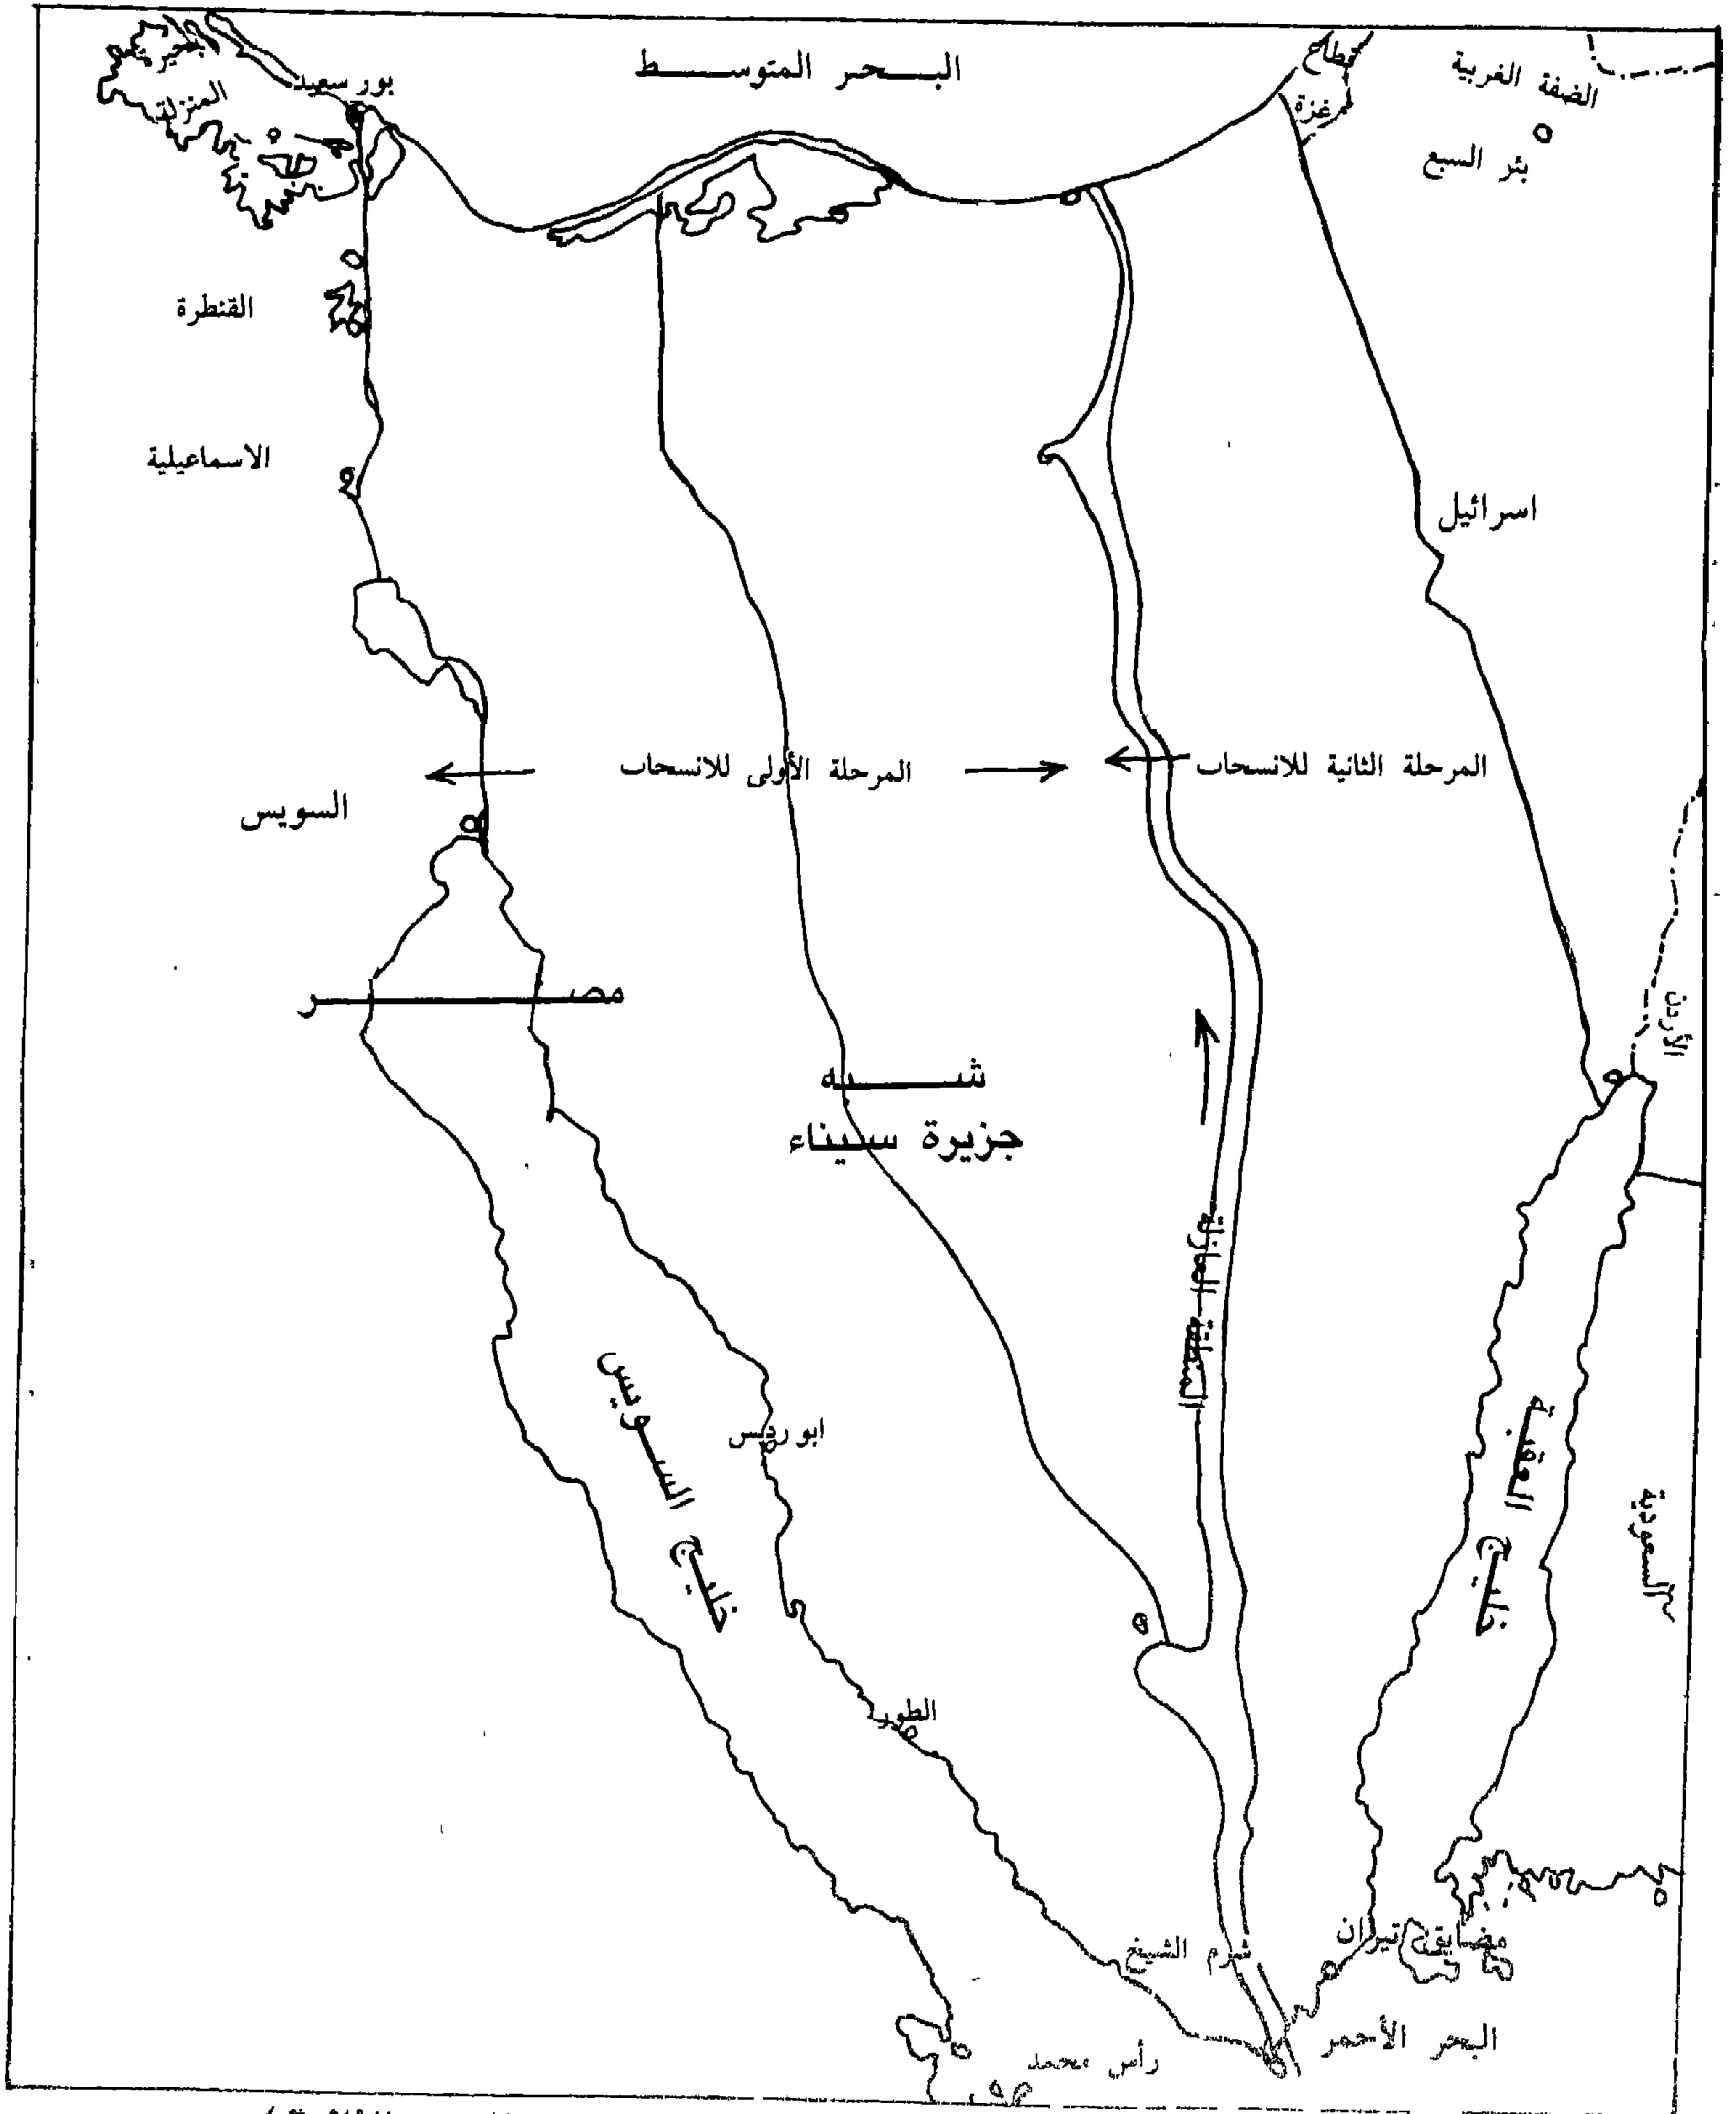 البحر المتوسط
قطاع
غزة
الضفة الغربية
بئر السبع
بور سعيد
بحيرة
المنزلة
القنطرة
الاسماعيلية
اسرائيل
المرحلة الأولى للانسحاب
المرحلة الثانية للانسحاب
السويس
مصر
الأردن
شبه
جزيرة سيناء
المنطقة العازلة
خليج السويس
ابو رديس
خليج العقبة
السعودية
الطور
شرم الشيخ
مضايق تيران
البحر الأحمر
رأس محمد